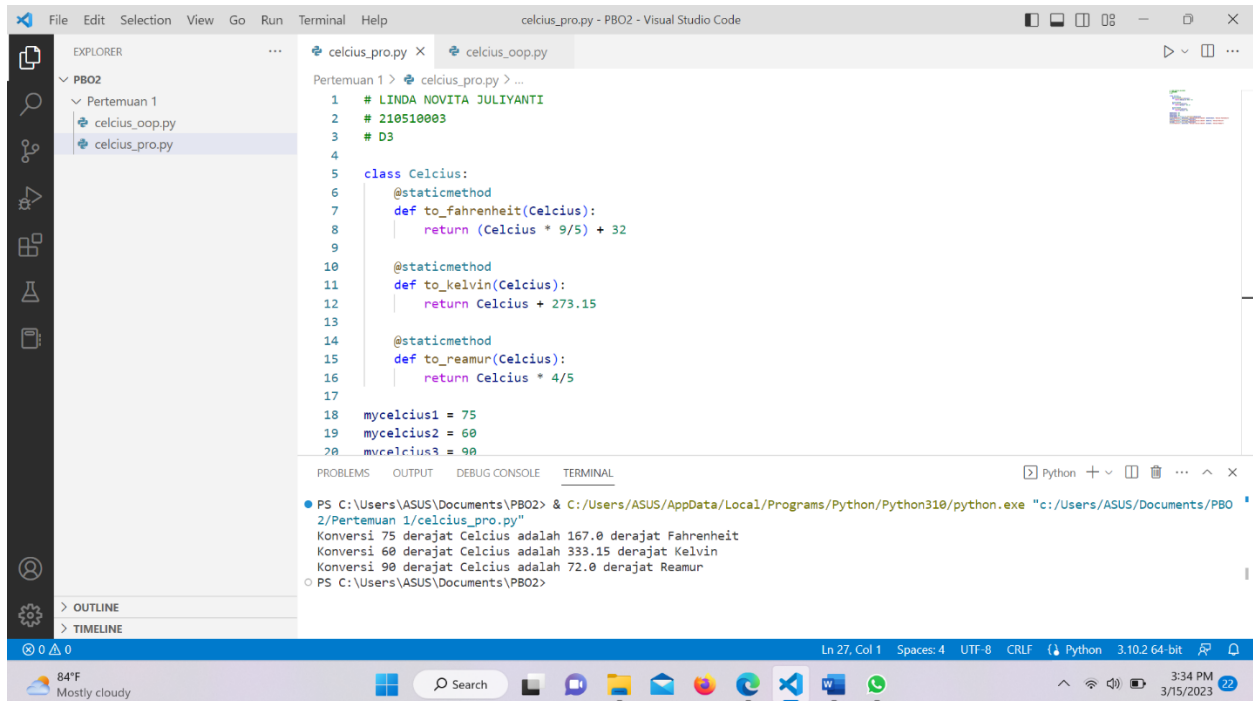 File Edit Selection View Go Run Terminal Help celcius_pro.py - PBO2 - Visual Studio Code
EXPLORER ...
PBO2
Pertemuan 1
celcius_oop.py
celcius_pro.py
OUTLINE
TIMELINE
celcius_pro.py celcius_oop.py
Pertemuan 1 > celcius_pro.py > ...
1 # LINDA NOVITA JULIYANTI
2 # 210510003
3 # D3
4
5 class Celcius:
6     @staticmethod
7     def to_fahrenheit(Celcius):
8         return (Celcius * 9/5) + 32
9
10     @staticmethod
11     def to_kelvin(Celcius):
12         return Celcius + 273.15
13
14     @staticmethod
15     def to_reamur(Celcius):
16         return Celcius * 4/5
17
18 mycelcius1 = 75
19 mycelcius2 = 60
20 mycelcius3 = 90
PROBLEMS OUTPUT DEBUG CONSOLE TERMINAL Python
PS C:\Users\ASUS\Documents\PBO2> & C:/Users/ASUS/AppData/Local/Programs/Python/Python310/python.exe "c:/Users/ASUS/Documents/PBO
2/Pertemuan 1/celcius_pro.py"
Konversi 75 derajat Celcius adalah 167.0 derajat Fahrenheit
Konversi 60 derajat Celcius adalah 333.15 derajat Kelvin
Konversi 90 derajat Celcius adalah 72.0 derajat Reamur
PS C:\Users\ASUS\Documents\PBO2>
0 0 Ln 27, Col 1 Spaces: 4 UTF-8 CRLF Python 3.10.2 64-bit
84°F
Mostly cloudy
Search
3:34 PM
3/15/2023
22